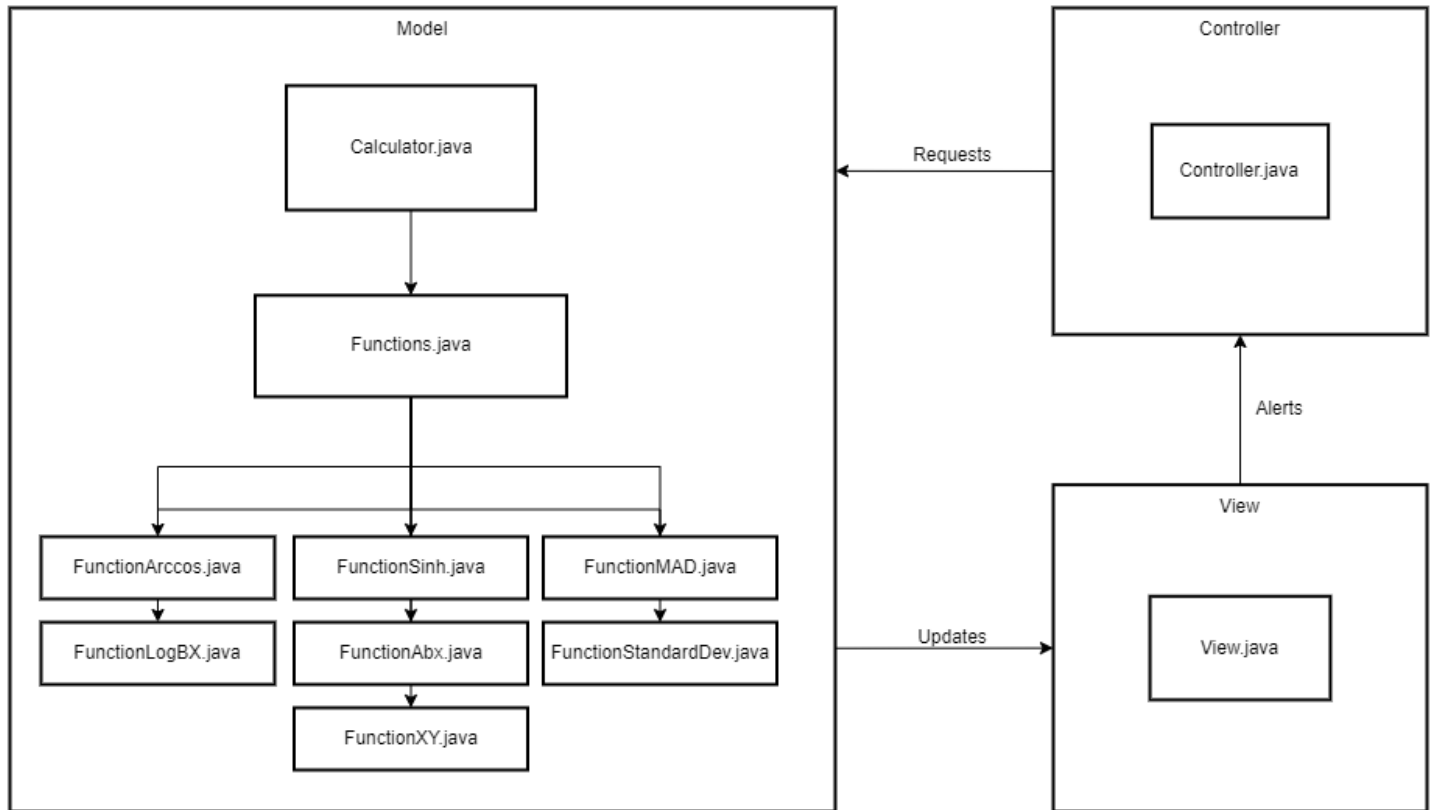 Model
Controller
Calculator.java
Requests
Controller.java
Functions.java
Alerts
View
FunctionArccos.java
FunctionSinh.java
FunctionMAD.java
FunctionLogBX.java
FunctionAbx.java
FunctionStandardDev.java
Updates
View.java
FunctionXY.java